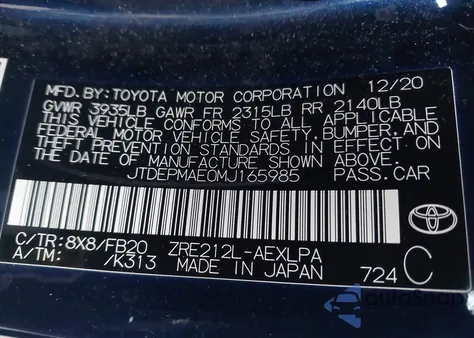 MFD.BY:TOYOTA MOTOR CORPORATION 12/20
GVWR 3935LB GAWR FR 2315LB RR 2140LB
THIS VEHICLE CONFORMS TO ALL APPLICABLE
FEDERAL MOTOR VEHICLE SAFETY,BUMPER,AND
THEFT PREVENTION STANDARDS IN EFFECT ON
THE DATE OF MANUFACTURE SHOWN ABOVE.
JTDEPMAE0MJ165985 PASS.CAR
C/TR:8X8/FB20 ZRE212L-AEXLPA
A/TM: /K313 MADE IN JAPAN 724 C
TOYOTA
AutoSnap